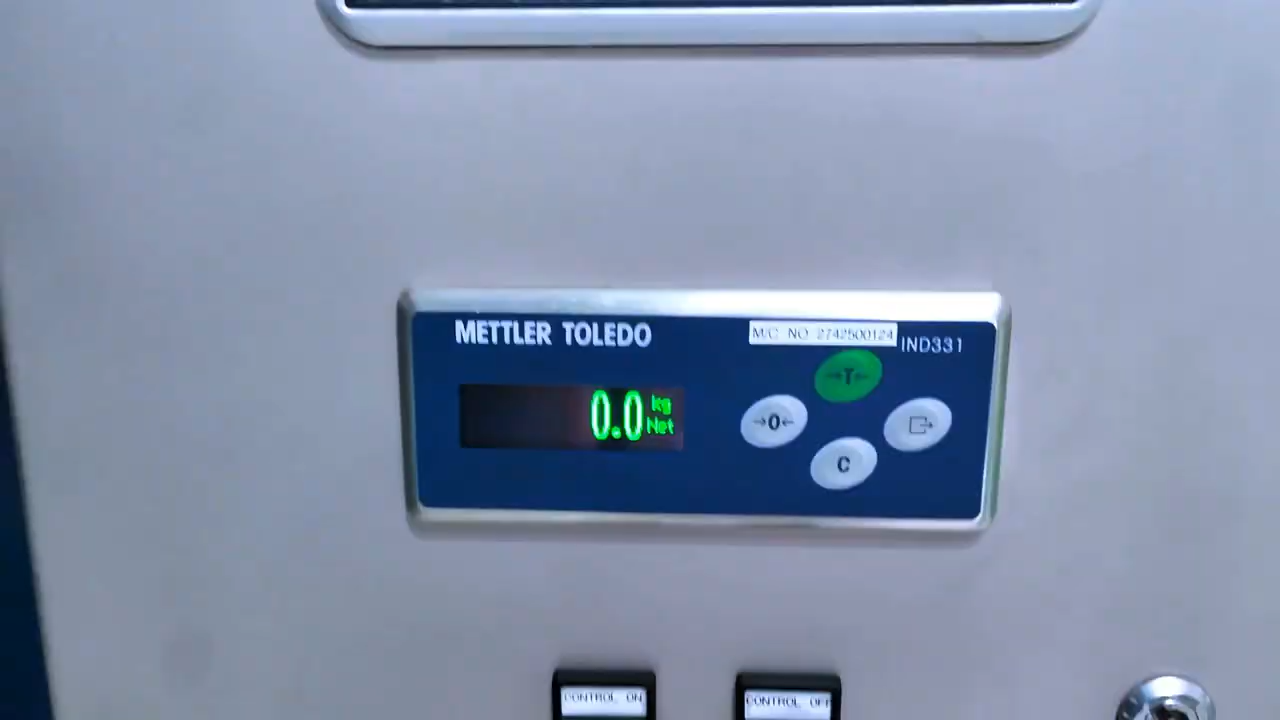 METTLER TOLEDO
M/C NO 2742500124
IND331
→T←
0.0 kg
Net
→0←
C
CONTROL ON
CONTROL OFF